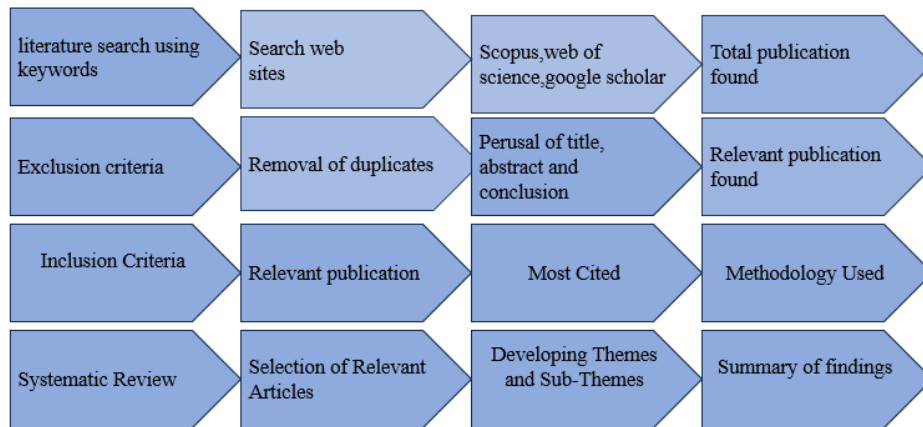 literature search using
keywords
Search web
sites
Scopus,web of
science,google scholar
Total publication
found
Exclusion criteria
Removal of duplicates
Perusal of title,
abstract and
conclusion
Relevant publication
found
Inclusion Criteria
Relevant publication
Most Cited
Methodology Used
Systematic Review
Selection of Relevant
Articles
Developing Themes
and Sub-Themes
Summary of findings